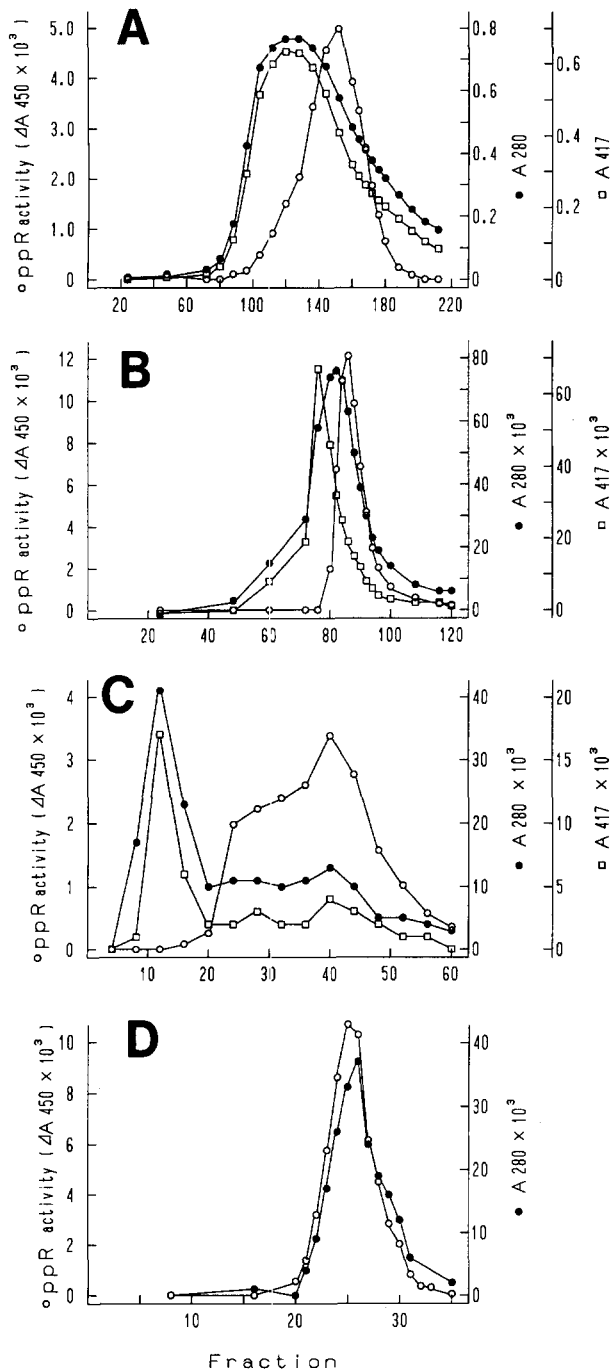 A
○ ppR activity (ΔA 450 × 10³)
5.0
4.0
3.0
2.0
1.0
0
0.8
0.6
0.4
0.2
0
● A 280
0.6
0.4
0.2
0
□ A 417
20 60 100 140 180 220
B
○ ppR activity (ΔA 450 × 10³)
12
10
8
6
4
2
0
80
60
40
20
0
● A 280 × 10³
60
40
20
0
□ A 417 × 10³
20 40 60 80 100 120
C
○ ppR activity (ΔA 450 × 10³)
4
3
2
1
0
40
30
20
10
0
● A 280 × 10³
20
15
10
5
0
□ A 417 × 10³
10 20 30 40 50 60
D
○ ppR activity (ΔA 450 × 10³)
10
8
6
4
2
0
40
30
20
10
0
● A 280 × 10³
10 20 30
Fraction